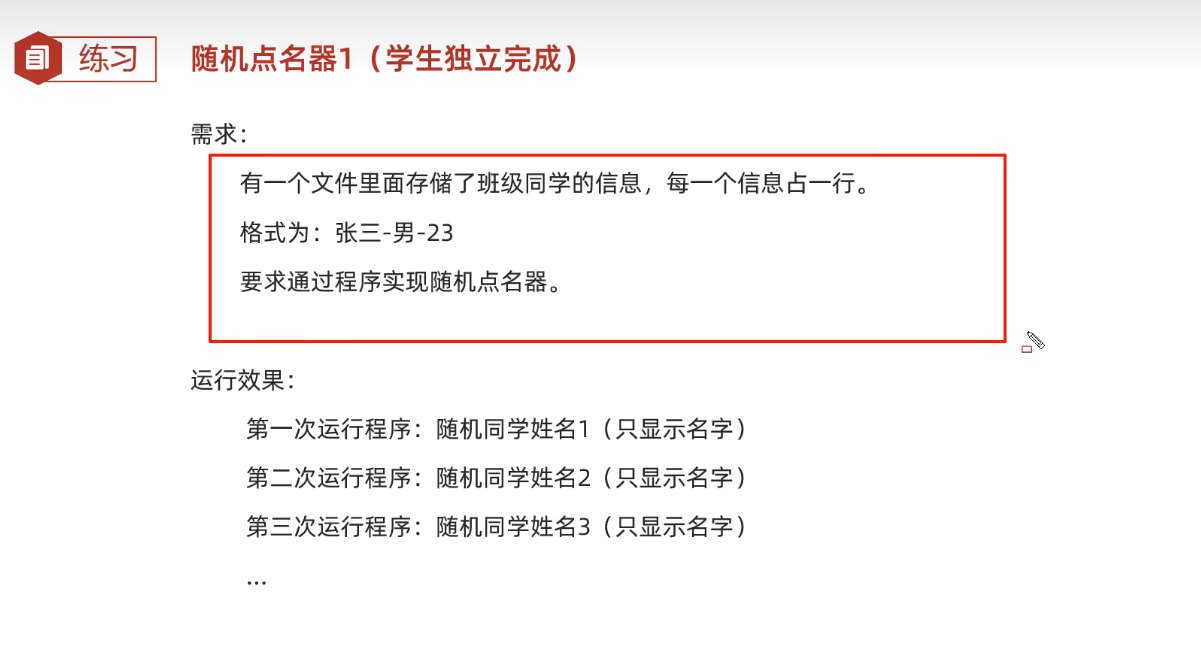 练习
随机点名器1（学生独立完成）
需求：
有一个文件里面存储了班级同学的信息，每一个信息占一行。
格式为：张三-男-23
要求通过程序实现随机点名器。
运行效果：
第一次运行程序：随机同学姓名1（只显示名字）
第二次运行程序：随机同学姓名2（只显示名字）
第三次运行程序：随机同学姓名3（只显示名字）
...